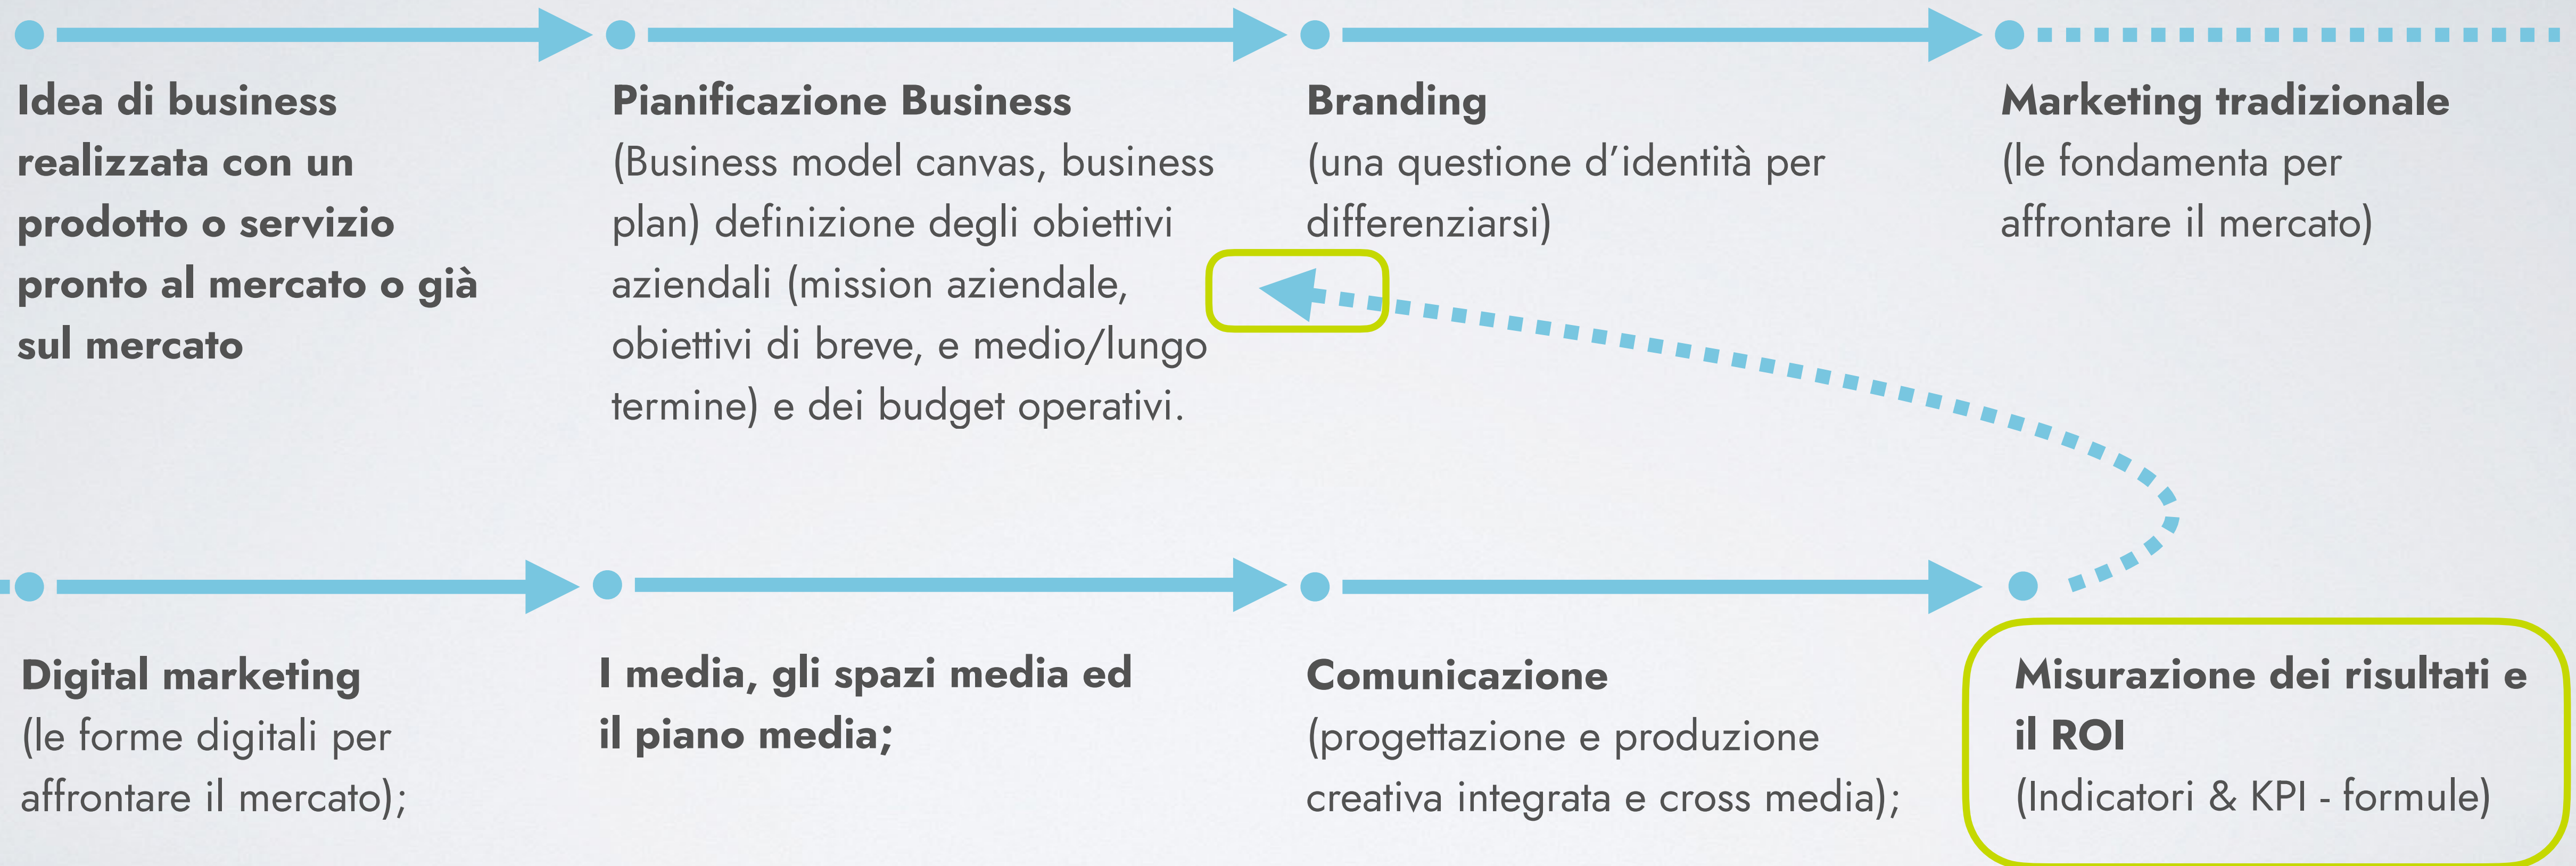 Idea di business
realizzata con un
prodotto o servizio
pronto al mercato o già
sul mercato
Pianificazione Business
(Business model canvas, business
plan) definizione degli obiettivi
aziendali (mission aziendale,
obiettivi di breve, e medio/lungo
termine) e dei budget operativi.
Branding
(una questione d’identità per
differenziarsi)
Marketing tradizionale
(le fondamenta per
affrontare il mercato)
Digital marketing
(le forme digitali per
affrontare il mercato);
I media, gli spazi media ed
il piano media;
Comunicazione
(progettazione e produzione
creativa integrata e cross media);
Misurazione dei risultati e
il ROI
(Indicatori & KPI - formule)